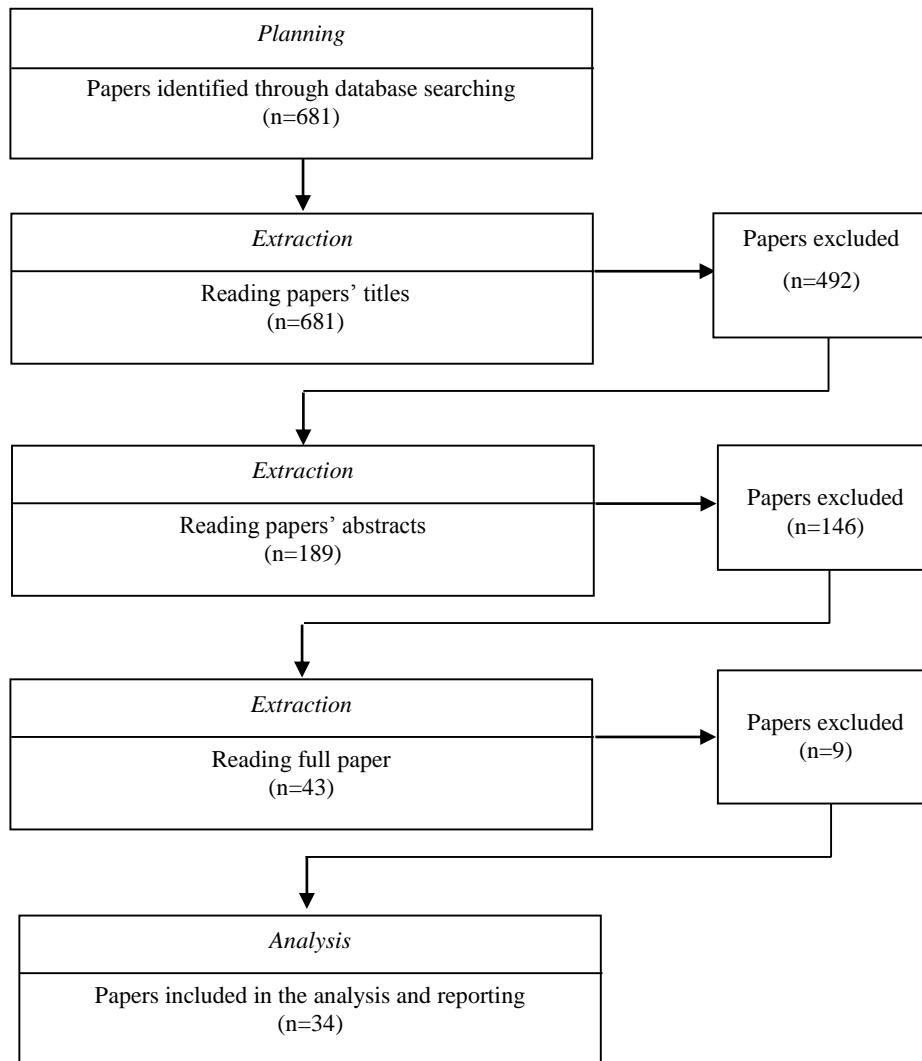 Planning
Papers identified through database searching
(n=681)
Extraction
Reading papers’ titles
(n=681)
Papers excluded
(n=492)
Extraction
Reading papers’ abstracts
(n=189)
Papers excluded
(n=146)
Extraction
Reading full paper
(n=43)
Papers excluded
(n=9)
Analysis
Papers included in the analysis and reporting
(n=34)